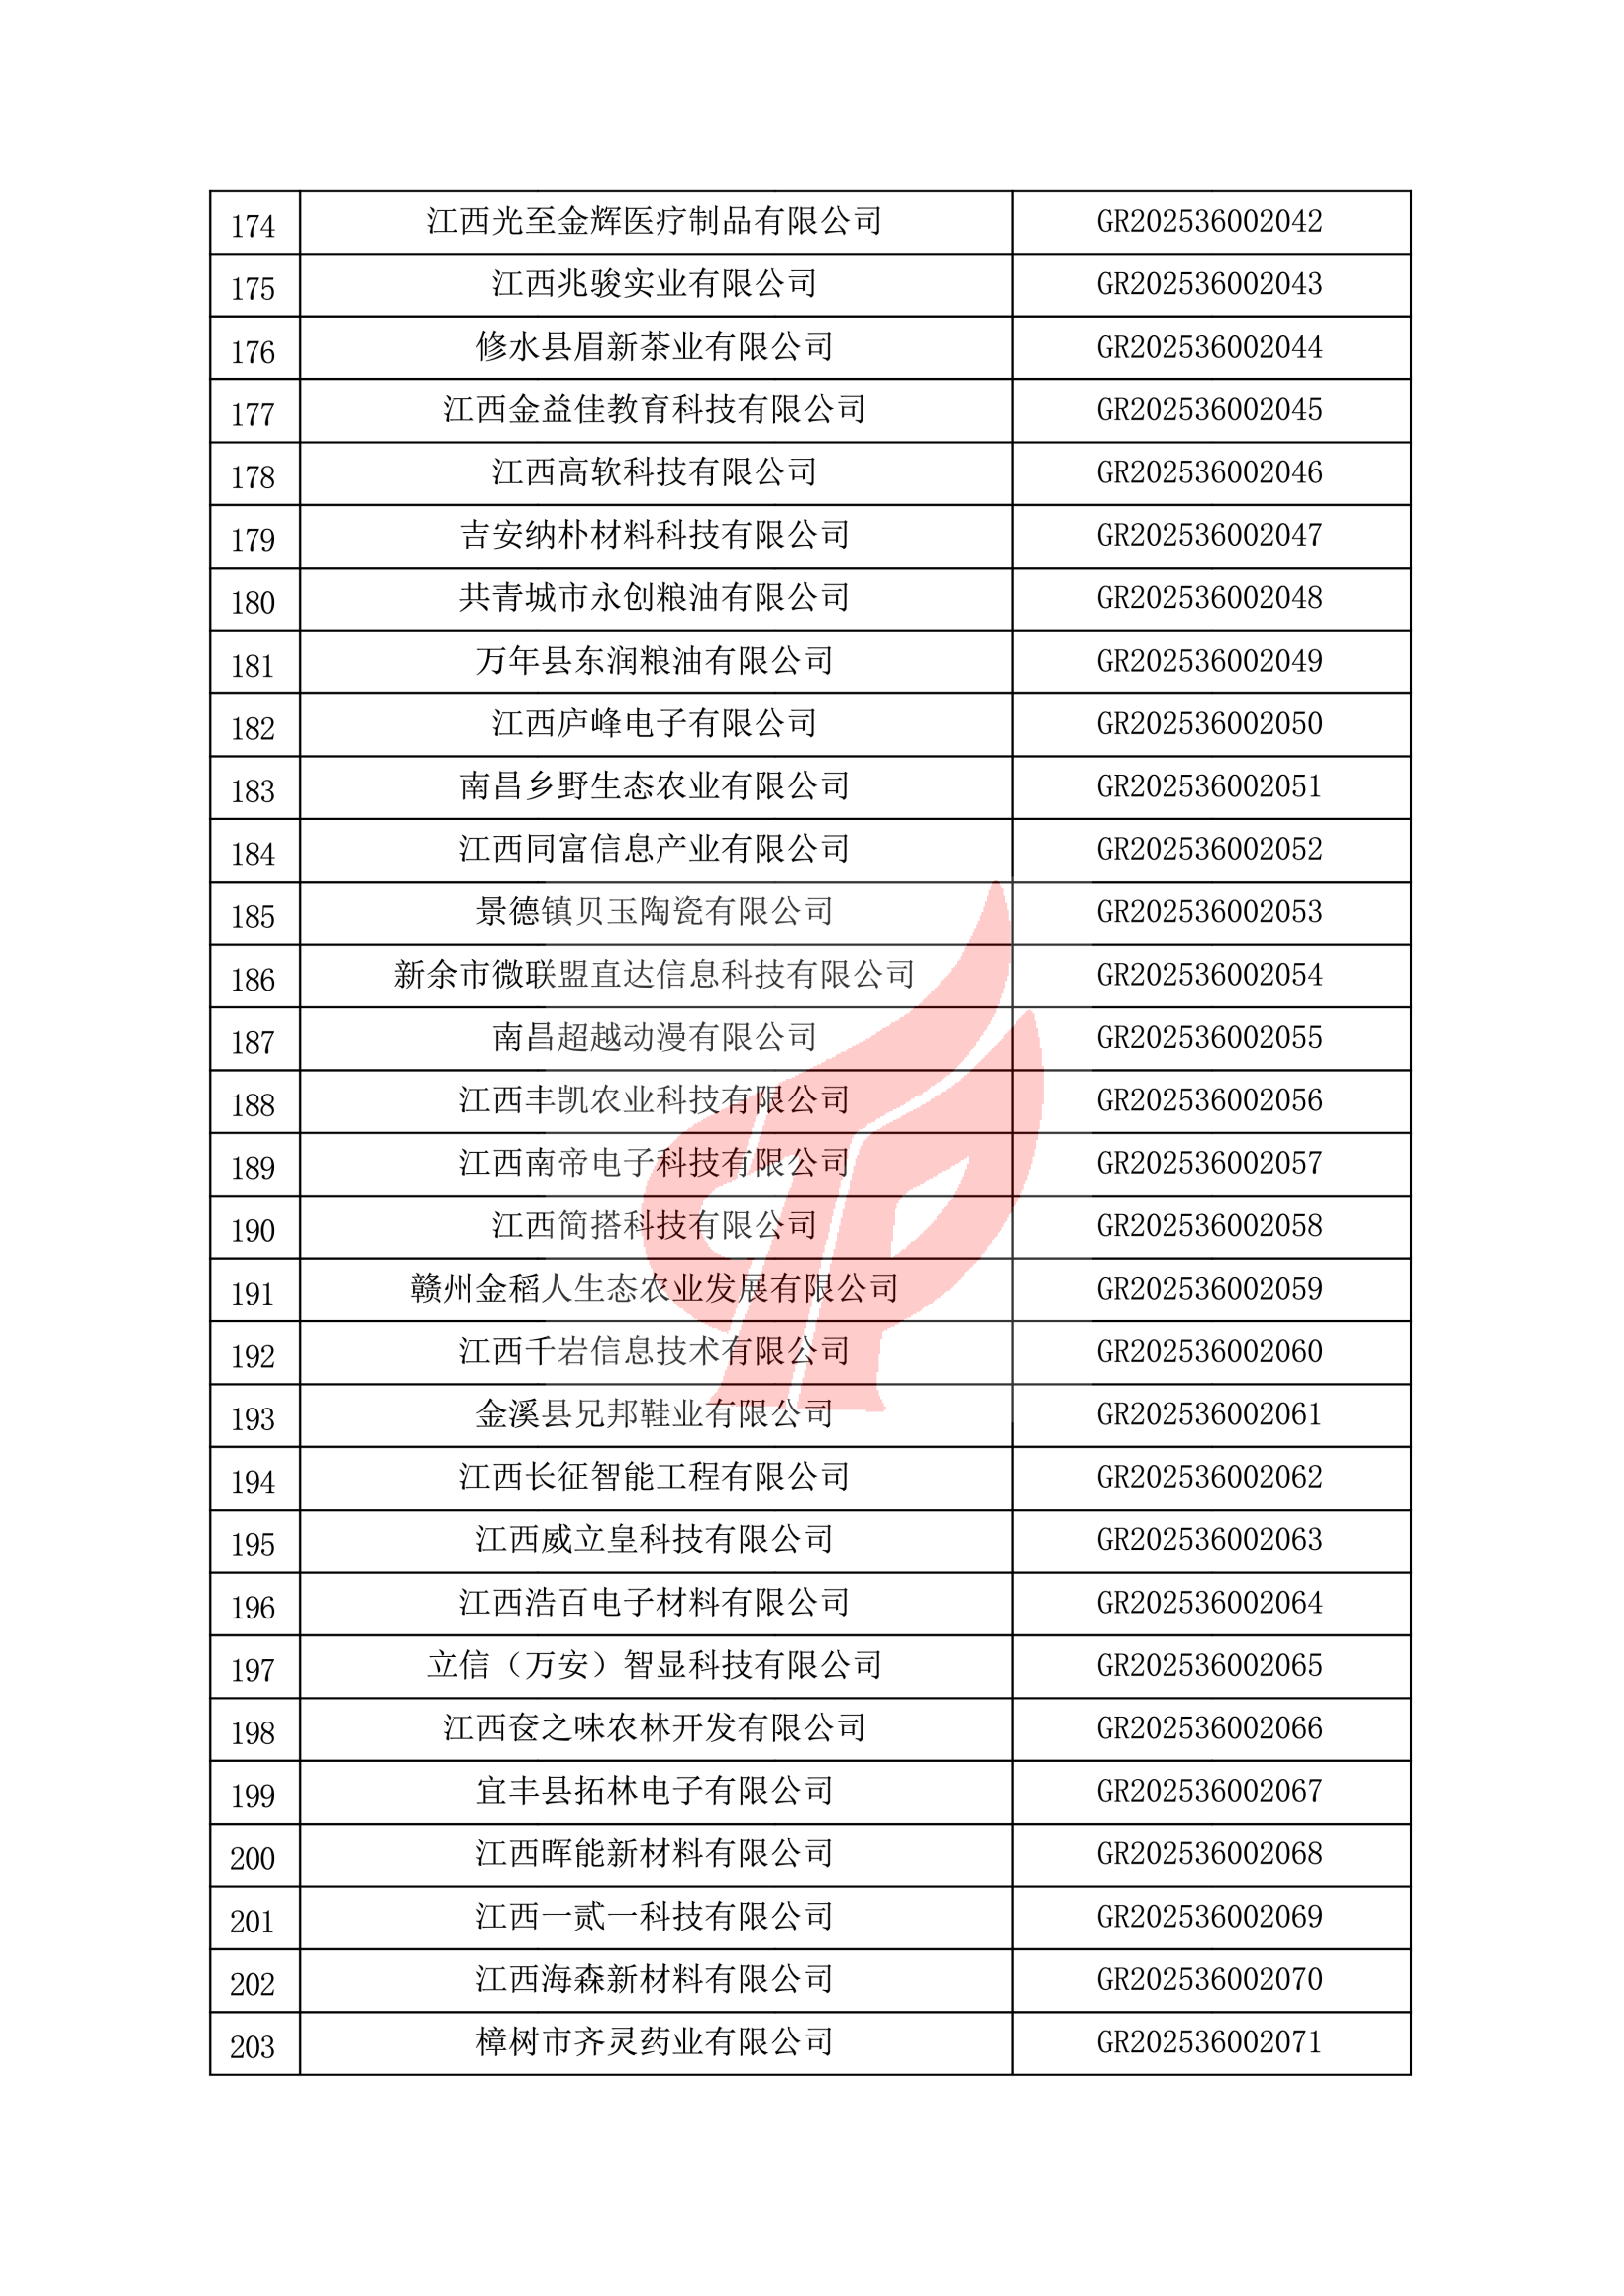 174 江西光至金辉医疗制品有限公司 GR202536002042
175 江西兆骏实业有限公司 GR202536002043
176 修水县眉新茶业有限公司 GR202536002044
177 江西金益佳教育科技有限公司 GR202536002045
178 江西高软科技有限公司 GR202536002046
179 吉安纳朴材料科技有限公司 GR202536002047
180 共青城市永创粮油有限公司 GR202536002048
181 万年县东润粮油有限公司 GR202536002049
182 江西庐峰电子有限公司 GR202536002050
183 南昌乡野生态农业有限公司 GR202536002051
184 江西同富信息产业有限公司 GR202536002052
185 景德镇贝玉陶瓷有限公司 GR202536002053
186 新余市微联盟直达信息科技有限公司 GR202536002054
187 南昌超越动漫有限公司 GR202536002055
188 江西丰凯农业科技有限公司 GR202536002056
189 江西南帝电子科技有限公司 GR202536002057
190 江西简搭科技有限公司 GR202536002058
191 赣州金稻人生态农业发展有限公司 GR202536002059
192 江西千岩信息技术有限公司 GR202536002060
193 金溪县兄邦鞋业有限公司 GR202536002061
194 江西长征智能工程有限公司 GR202536002062
195 江西威立皇科技有限公司 GR202536002063
196 江西浩百电子材料有限公司 GR202536002064
197 立信（万安）智显科技有限公司 GR202536002065
198 江西奁之味农林开发有限公司 GR202536002066
199 宜丰县拓林电子有限公司 GR202536002067
200 江西晖能新材料有限公司 GR202536002068
201 江西一贰一科技有限公司 GR202536002069
202 江西海森新材料有限公司 GR202536002070
203 樟树市齐灵药业有限公司 GR202536002071